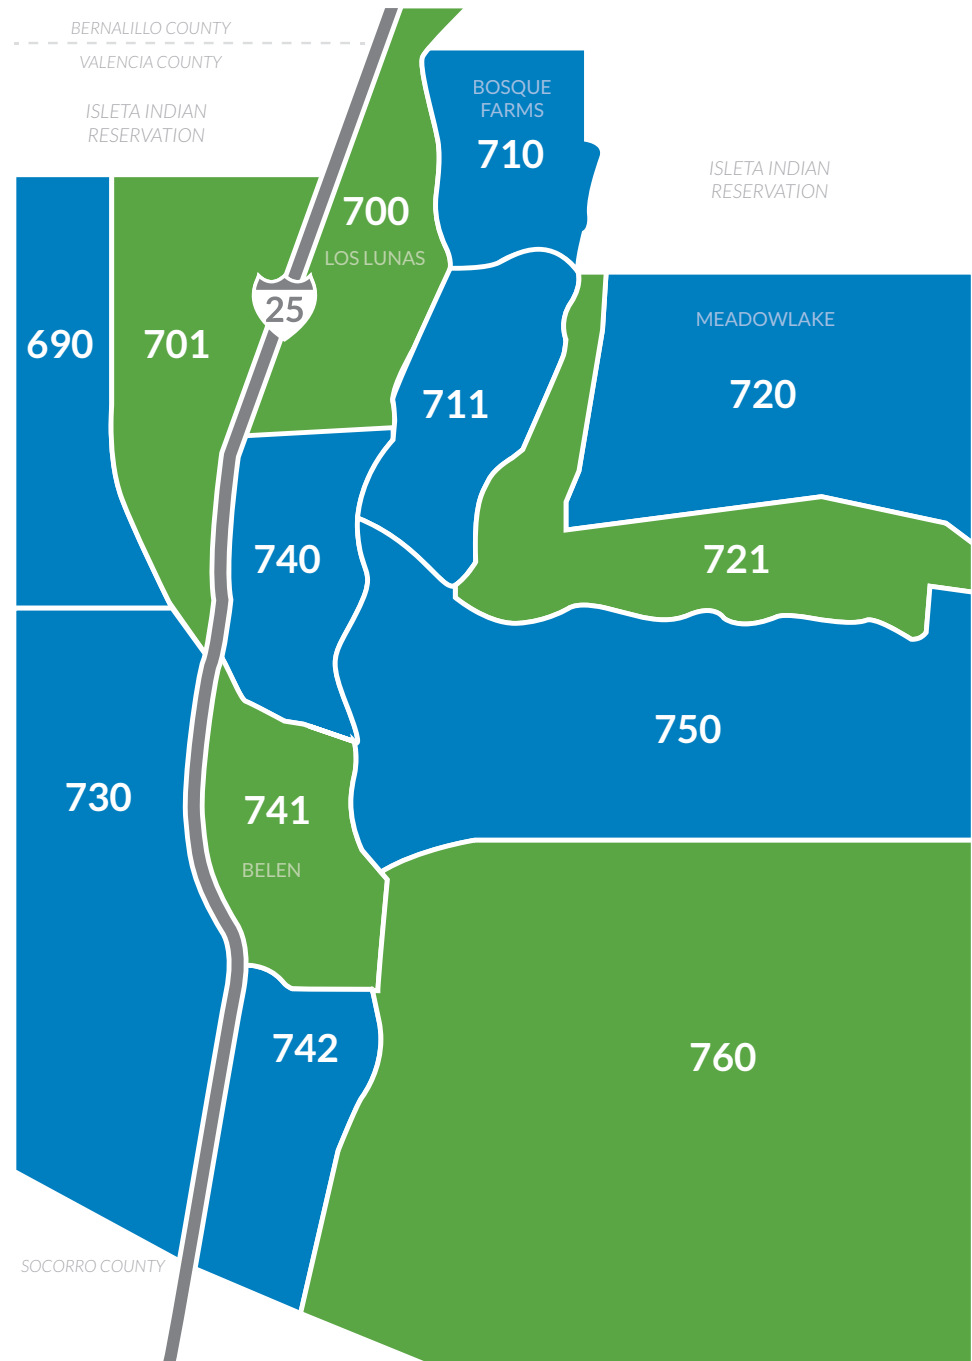 BERNALILLO COUNTY
VALENCIA COUNTY
ISLETA INDIAN
RESERVATION
BOSQUE
FARMS
710
ISLETA INDIAN
RESERVATION
700
LOS LUNAS
25
690
701
MEADOWLAKE
720
711
740
721
750
730
741
BELEN
742
760
SOCORRO COUNTY